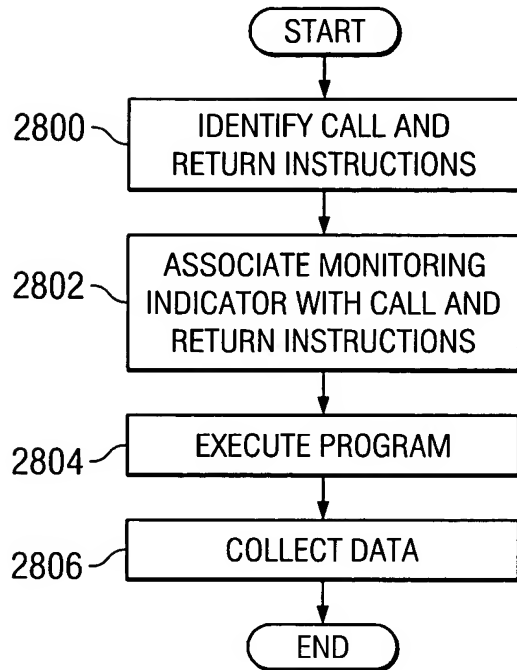 START
2800
IDENTIFY CALL AND
RETURN INSTRUCTIONS
2802
ASSOCIATE MONITORING
INDICATOR WITH CALL AND
RETURN INSTRUCTIONS
2804
EXECUTE PROGRAM
2806
COLLECT DATA
END